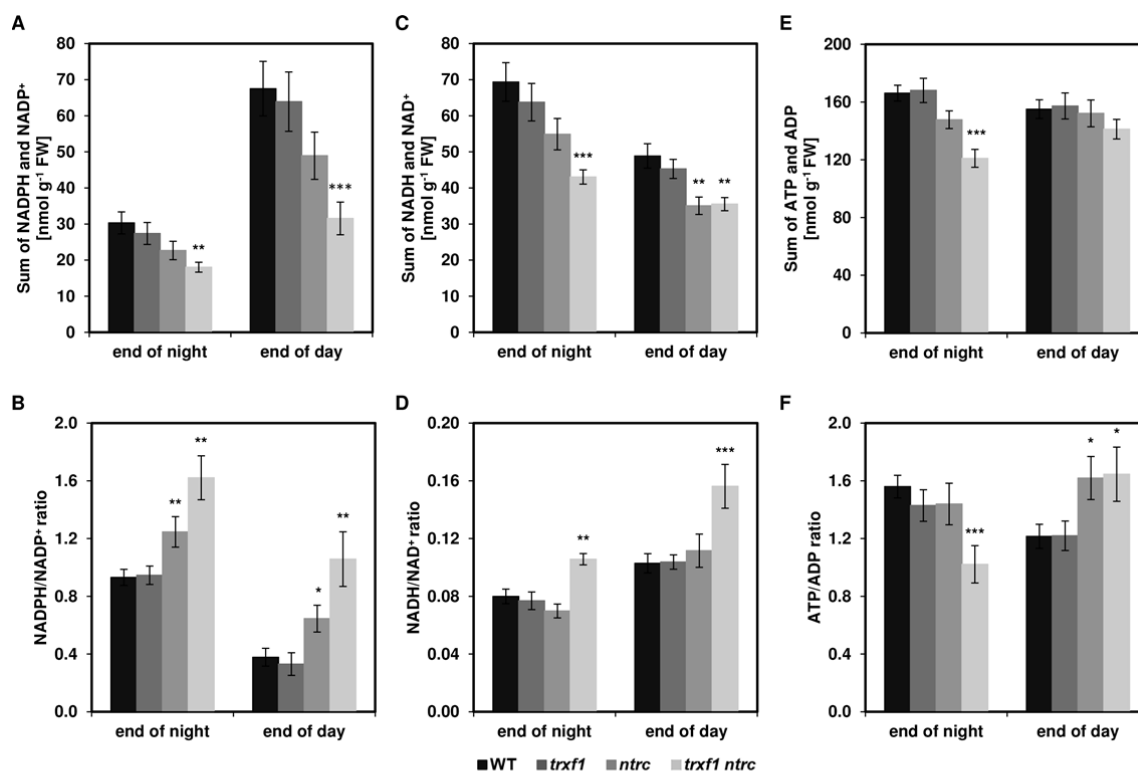 A
Sum of NADPH and NADP⁺
[nmol g⁻¹ FW]
80
70
60
50
40
30
20
10
0
**
***
end of night
end of day
C
Sum of NADH and NAD⁺
[nmol g⁻¹ FW]
80
70
60
50
40
30
20
10
0
***
**
**
end of night
end of day
E
Sum of ATP and ADP
[nmol g⁻¹ FW]
200
160
120
80
40
0
***
end of night
end of day
B
NADPH/NADP⁺ ratio
2.0
1.6
1.2
0.8
0.4
0.0
**
**
*
**
end of night
end of day
D
NADH/NAD⁺ ratio
0.20
0.16
0.12
0.08
0.04
0.00
**
***
end of night
end of day
F
ATP/ADP ratio
2.0
1.6
1.2
0.8
0.4
0.0
***
*
*
end of night
end of day
WT trxf1 ntrc trxf1 ntrc